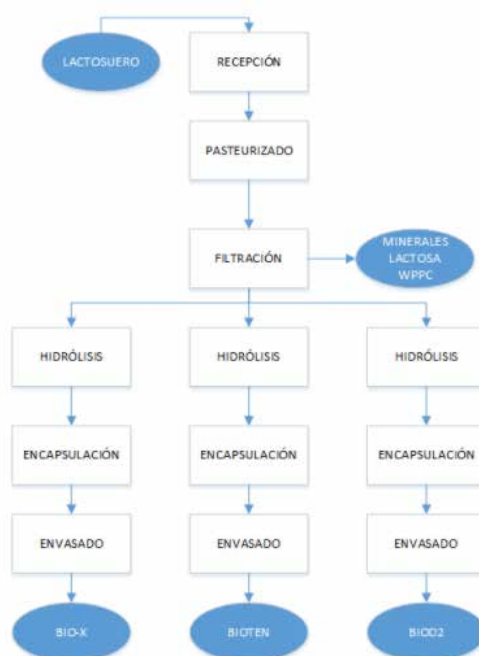 LACTOSUERO
RECEPCIÓN
PASTEURIZADO
FILTRACIÓN
MINERALES
LACTOSA
WPPC
HIDRÓLISIS
HIDRÓLISIS
HIDRÓLISIS
ENCAPSULACIÓN
ENCAPSULACIÓN
ENCAPSULACIÓN
ENVASADO
ENVASADO
ENVASADO
BIO-X
BIOTEN
BIOD2